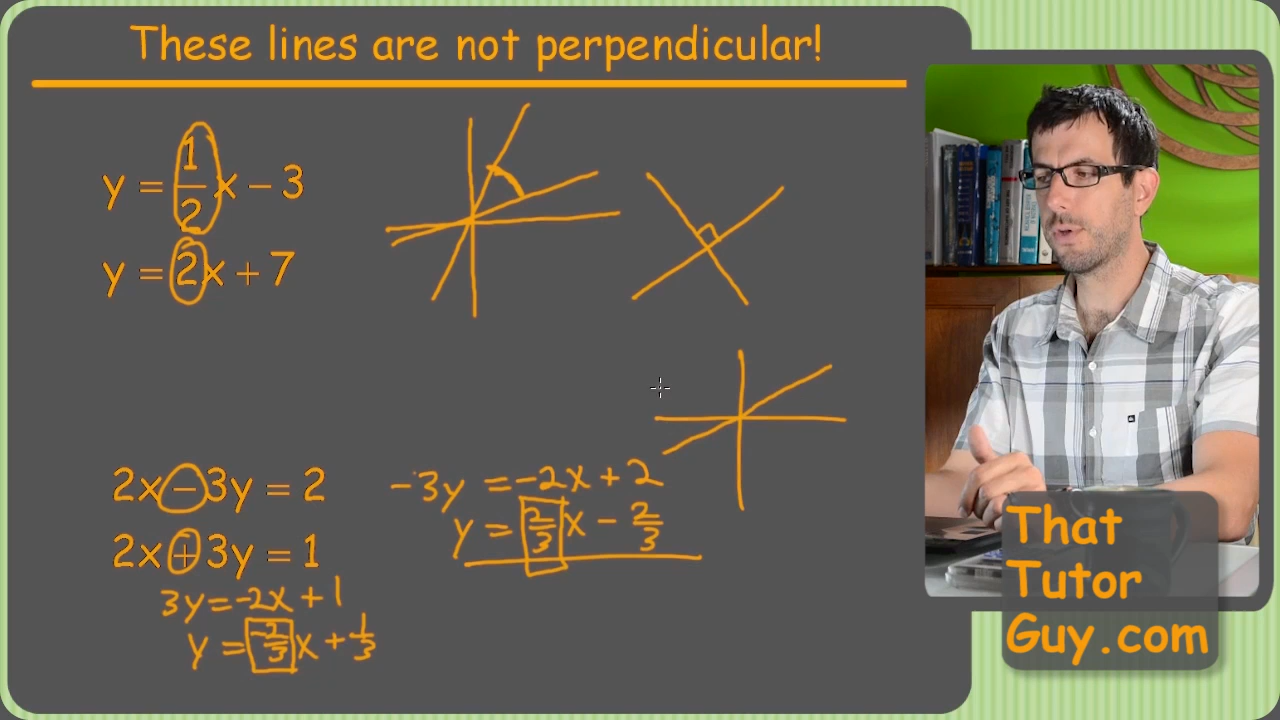 These lines are not perpendicular!
y = 1/2 x − 3
y = 2x + 7
2x − 3y = 2
2x + 3y = 1
3y = -2x + 1
y = -2/3 x + 1/3
-3y = -2x + 2
y = 2/3 x - 2/3
That
Tutor
Guy.com